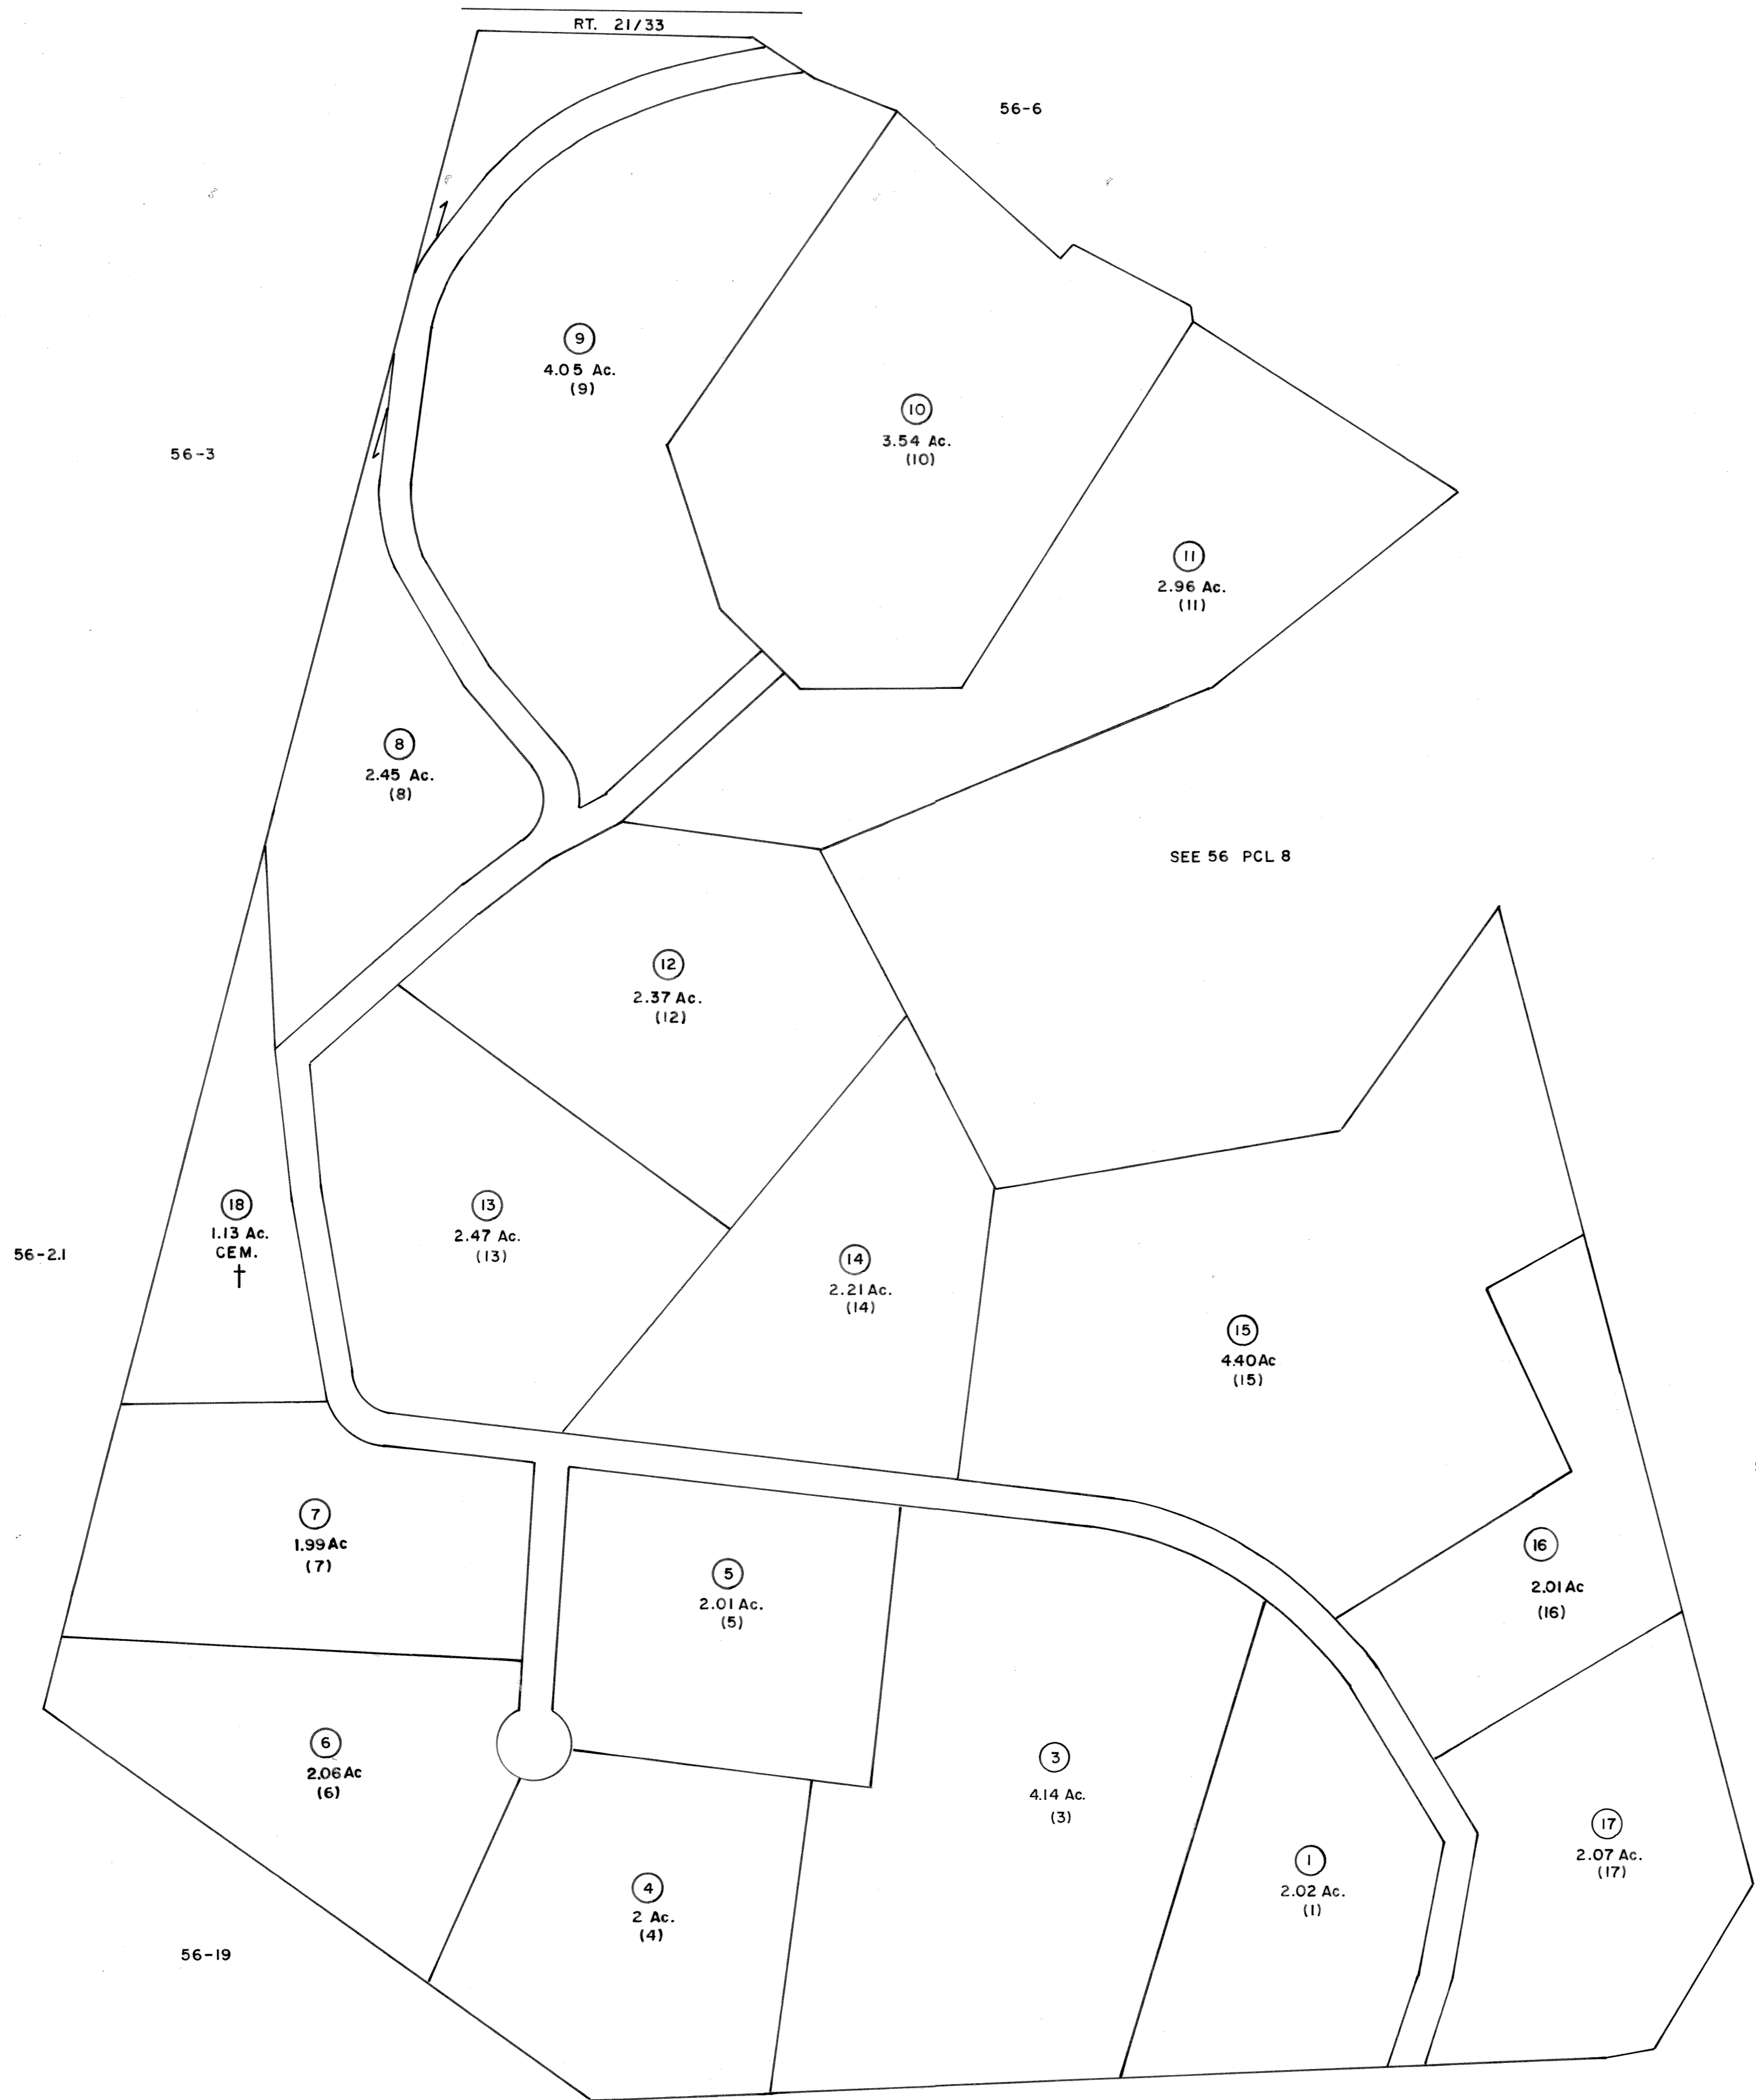 RT. 21/33
56-6
9
4.05 Ac.
(9)
10
3.54 Ac.
(10)
56-3
11
2.96 Ac.
(11)
8
2.45 Ac.
(8)
SEE 56 PCL 8
12
2.37 Ac.
(12)
18
1.13 Ac.
CEM.
13
2.47 Ac.
(13)
56-2.1
14
2.21 Ac.
(14)
15
4.40 Ac
(15)
7
1.99 Ac
(7)
5
2.01 Ac.
(5)
16
2.01 Ac
(16)
6
2.06 Ac
(6)
3
4.14 Ac.
(3)
17
2.07 Ac.
(17)
1
2.02 Ac.
(1)
4
2 Ac.
(4)
56-19